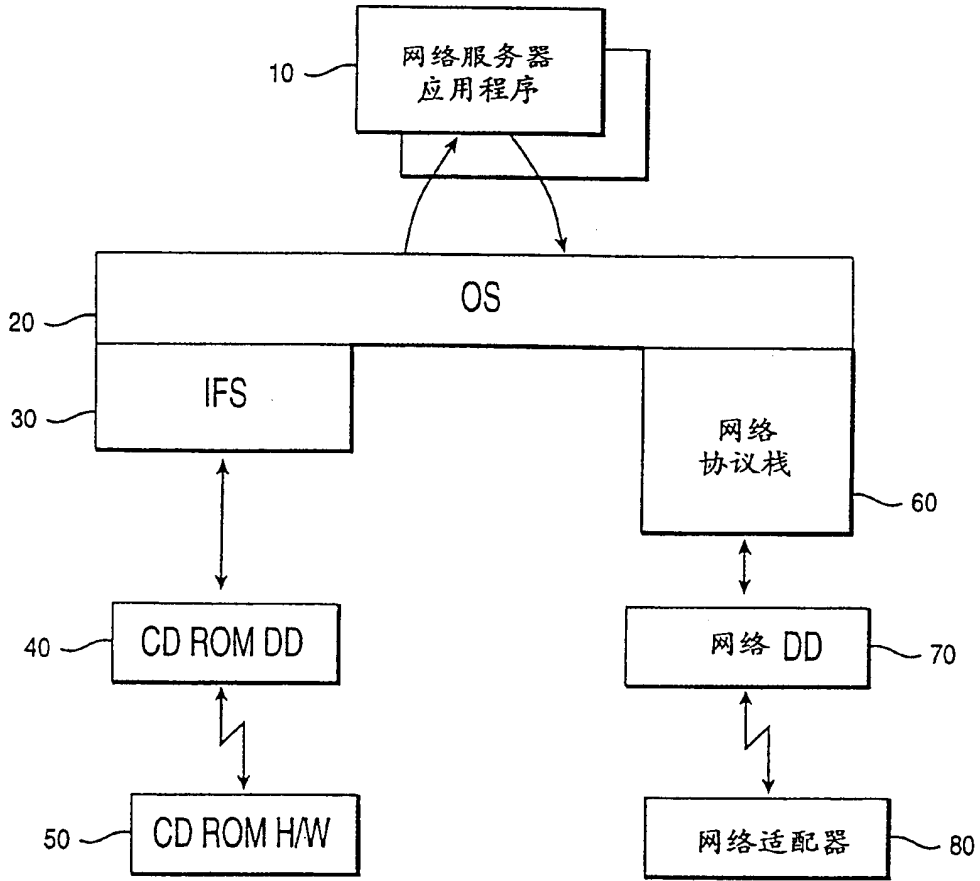 网络服务器
应用程序
10
OS
20
IFS
30
网络
协议栈
60
CD ROM DD
40
网络 DD
70
CD ROM H/W
50
网络适配器
80